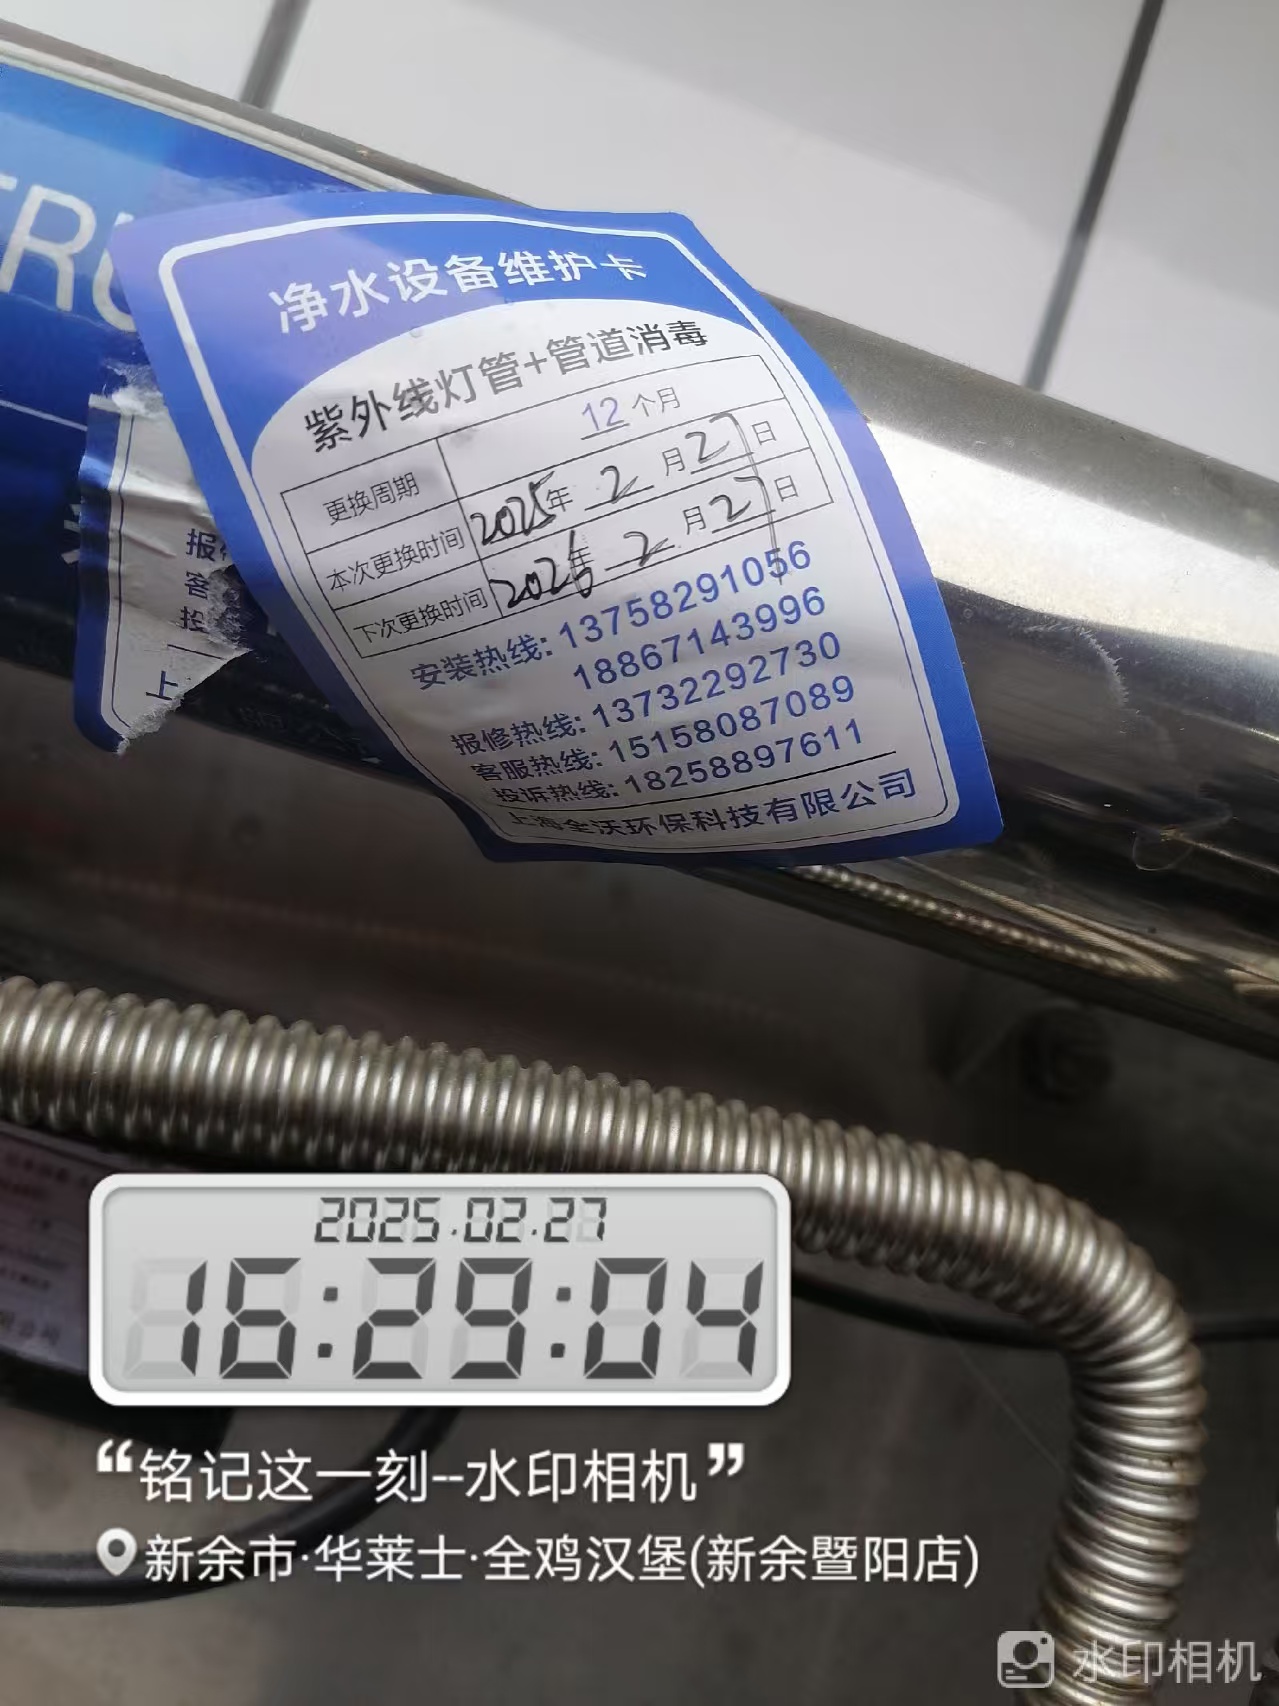 TRU
净水设备维护卡
紫外线灯管+管道消毒
更换周期 12个月
本次更换时间 2025年2月27日
下次更换时间 2026年2月27日
安装热线: 13758291056
18867143996
报修热线: 13732292730
客服热线: 15158087089
投诉热线: 18258897611
上海全沃环保科技有限公司
报
客
投
上
2025.02.27
16:29:04
“铭记这一刻--水印相机”
新余市·华莱士·全鸡汉堡(新余暨阳店)
水印相机